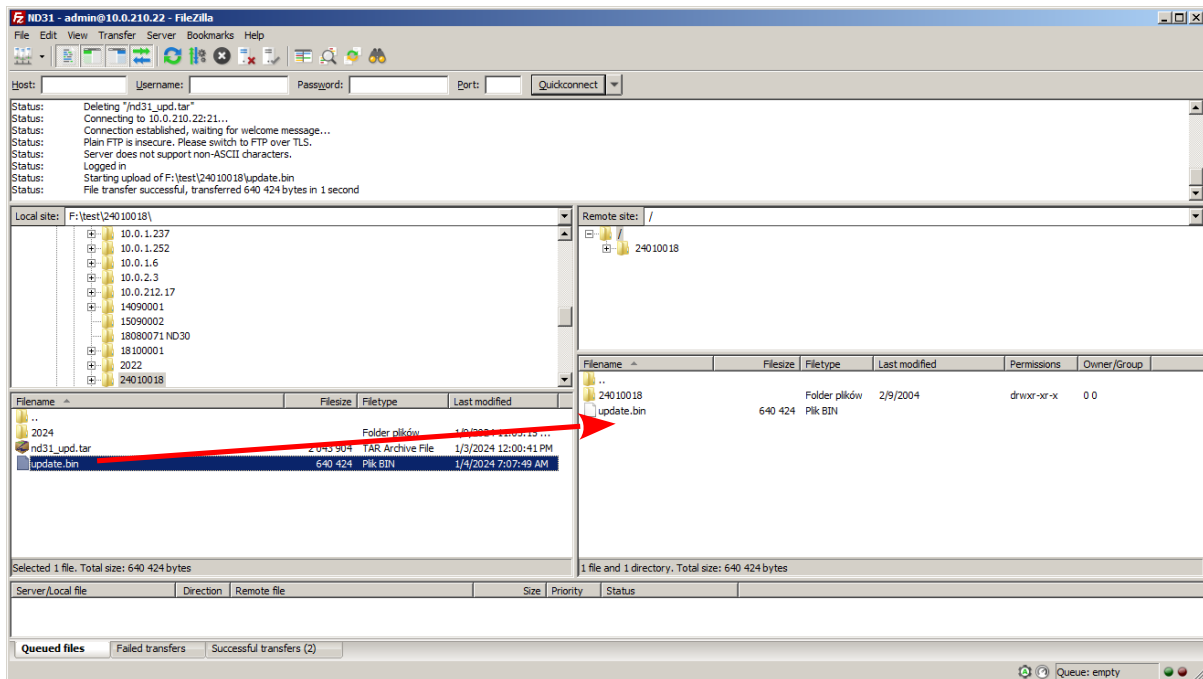 ND31 - admin@10.0.210.22 - FileZilla
File Edit View Transfer Server Bookmarks Help
Host: Username: Password: Port: Quickconnect
Status: Deleting "/nd31_upd.tar"
Status: Connecting to 10.0.210.22:21...
Status: Connection established, waiting for welcome message...
Status: Plain FTP is insecure. Please switch to FTP over TLS.
Status: Server does not support non-ASCII characters.
Status: Logged in
Status: Starting upload of F:\test\24010018\update.bin
Status: File transfer successful, transferred 640 424 bytes in 1 second
Local site: F:\test\24010018\
10.0.1.237
10.0.1.252
10.0.1.6
10.0.2.3
10.0.212.17
14090001
15090002
18080071 ND30
18100001
2022
24010018
Filename Filesize Filetype Last modified
..
2024 Folder plików
nd31_upd.tar 2 043 904 TAR Archive File 1/3/2024 12:00:41 PM
update.bin 640 424 Plik BIN 1/4/2024 7:07:49 AM
Selected 1 file. Total size: 640 424 bytes
Remote site: /
/
24010018
Filename Filesize Filetype Last modified Permissions Owner/Group
..
24010018 Folder plików 2/9/2004 drwxr-xr-x 0 0
update.bin 640 424 Plik BIN
1 file and 1 directory. Total size: 640 424 bytes
Server/Local file Direction Remote file Size Priority Status
Queued files Failed transfers Successful transfers (2)
Queue: empty